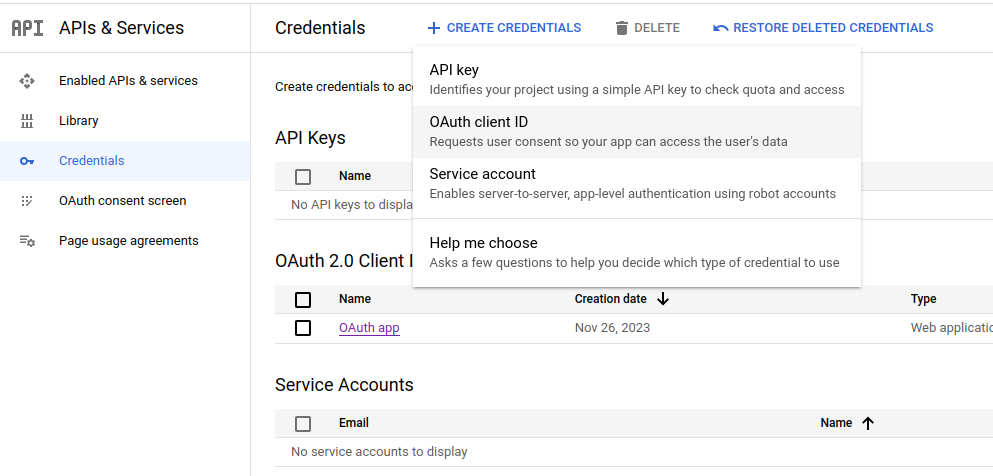 API APIs & Services
Credentials
CREATE CREDENTIALS
DELETE
RESTORE DELETED CREDENTIALS
Enabled APIs & services
Library
Credentials
OAuth consent screen
Page usage agreements
Create credentials to
API key
Identifies your project using a simple API key to check quota and access
OAuth client ID
Requests user consent so your app can access the user's data
Service account
Enables server-to-server, app-level authentication using robot accounts
Help me choose
Asks a few questions to help you decide which type of credential to use
API Keys
Name
No API keys to displa
OAuth 2.0 Client I
Name Creation date Type
OAuth app Nov 26, 2023 Web applicatio
Service Accounts
Email Name
No service accounts to display